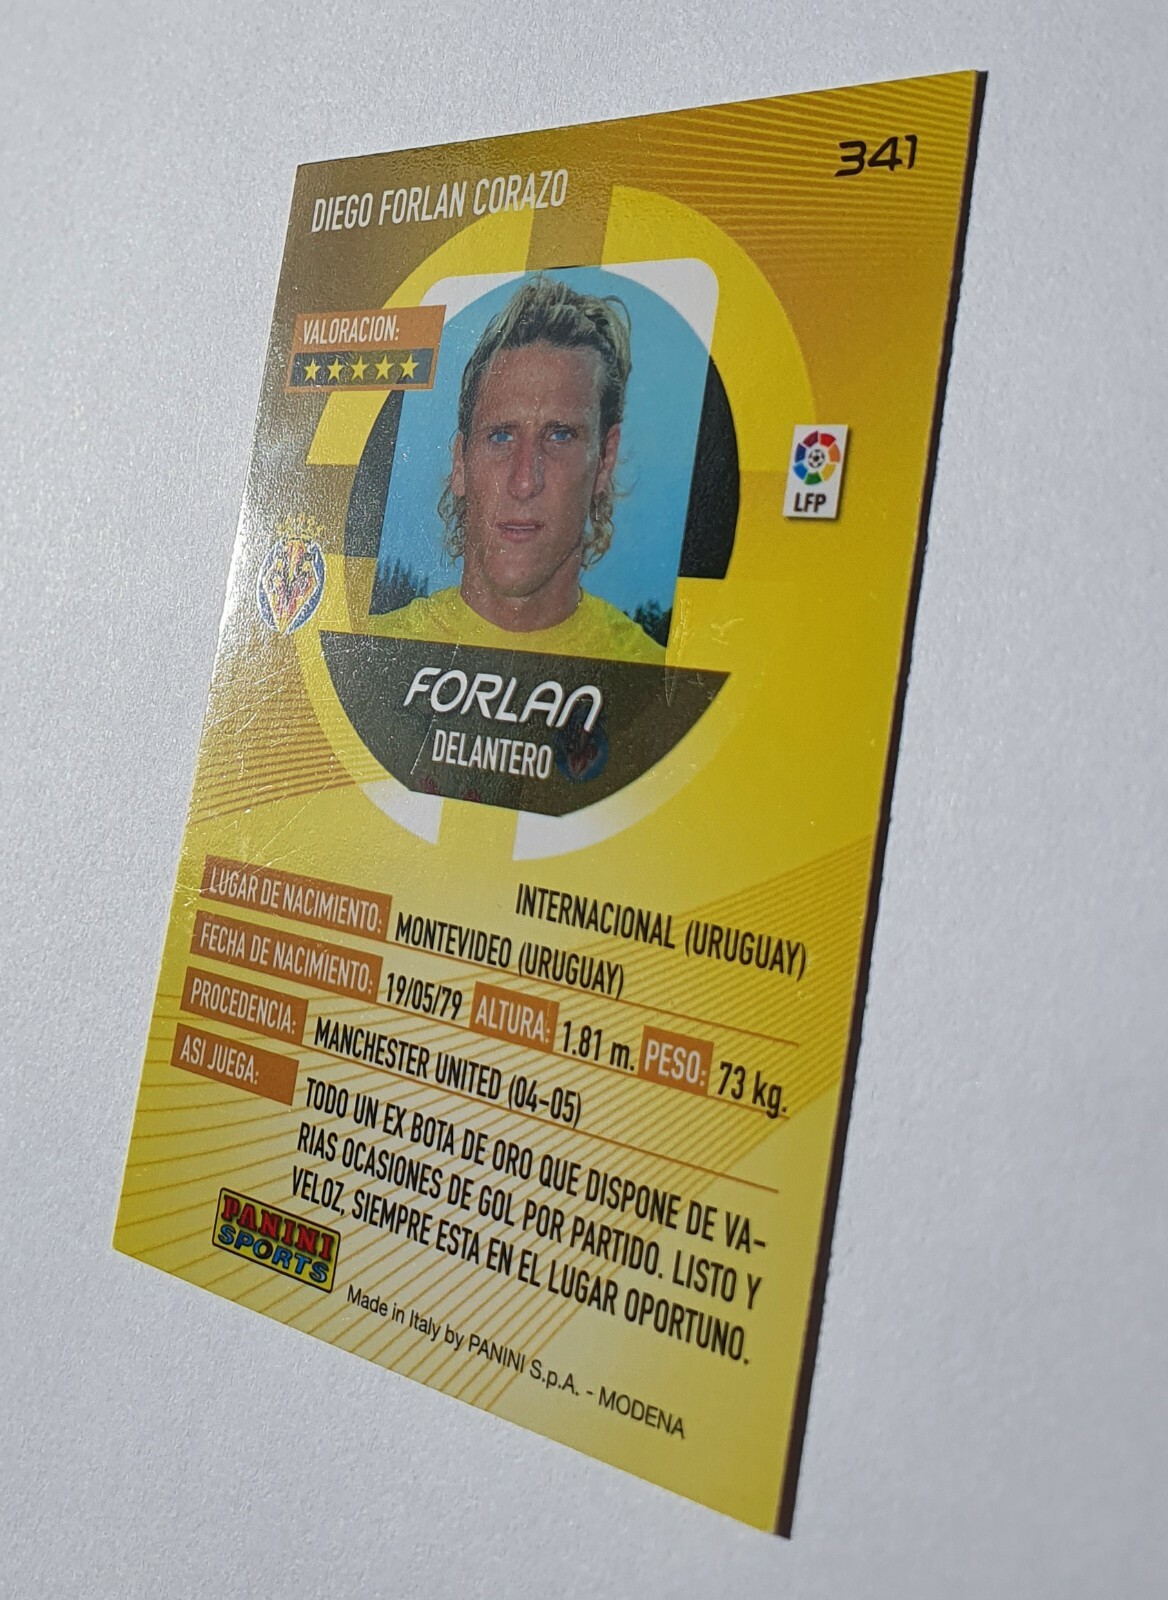 341
DIEGO FORLAN CORAZO
VALORACION:
LFP
FORLAN
DELANTERO
INTERNACIONAL (URUGUAY)
LUGAR DE NACIMIENTO: MONTEVIDEO (URUGUAY)
FECHA DE NACIMIENTO: 19/05/79 ALTURA: 1.81 m. PESO: 73 kg.
PROCEDENCIA: MANCHESTER UNITED (04-05)
ASI JUEGA: TODO UN EX BOTA DE ORO QUE DISPONE DE VA-
RIAS OCASIONES DE GOL POR PARTIDO. LISTO Y
VELOZ, SIEMPRE ESTA EN EL LUGAR OPORTUNO.
PANINI
SPORTS
Made in Italy by PANINI S.p.A. - MODENA